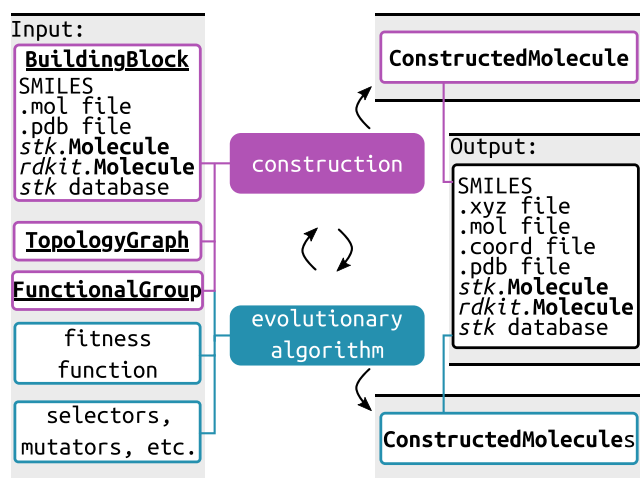 Input:
BuildingBlock
SMILES
.mol file
.pdb file
stk.Molecule
rdkit.Molecule
stk database
TopologyGraph
FunctionalGroup
fitness
function
selectors,
mutators, etc.
construction
evolutionary
algorithm
ConstructedMolecule
Output:
SMILES
.xyz file
.mol file
.coord file
.pdb file
stk.Molecule
rdkit.Molecule
stk database
ConstructedMolecules